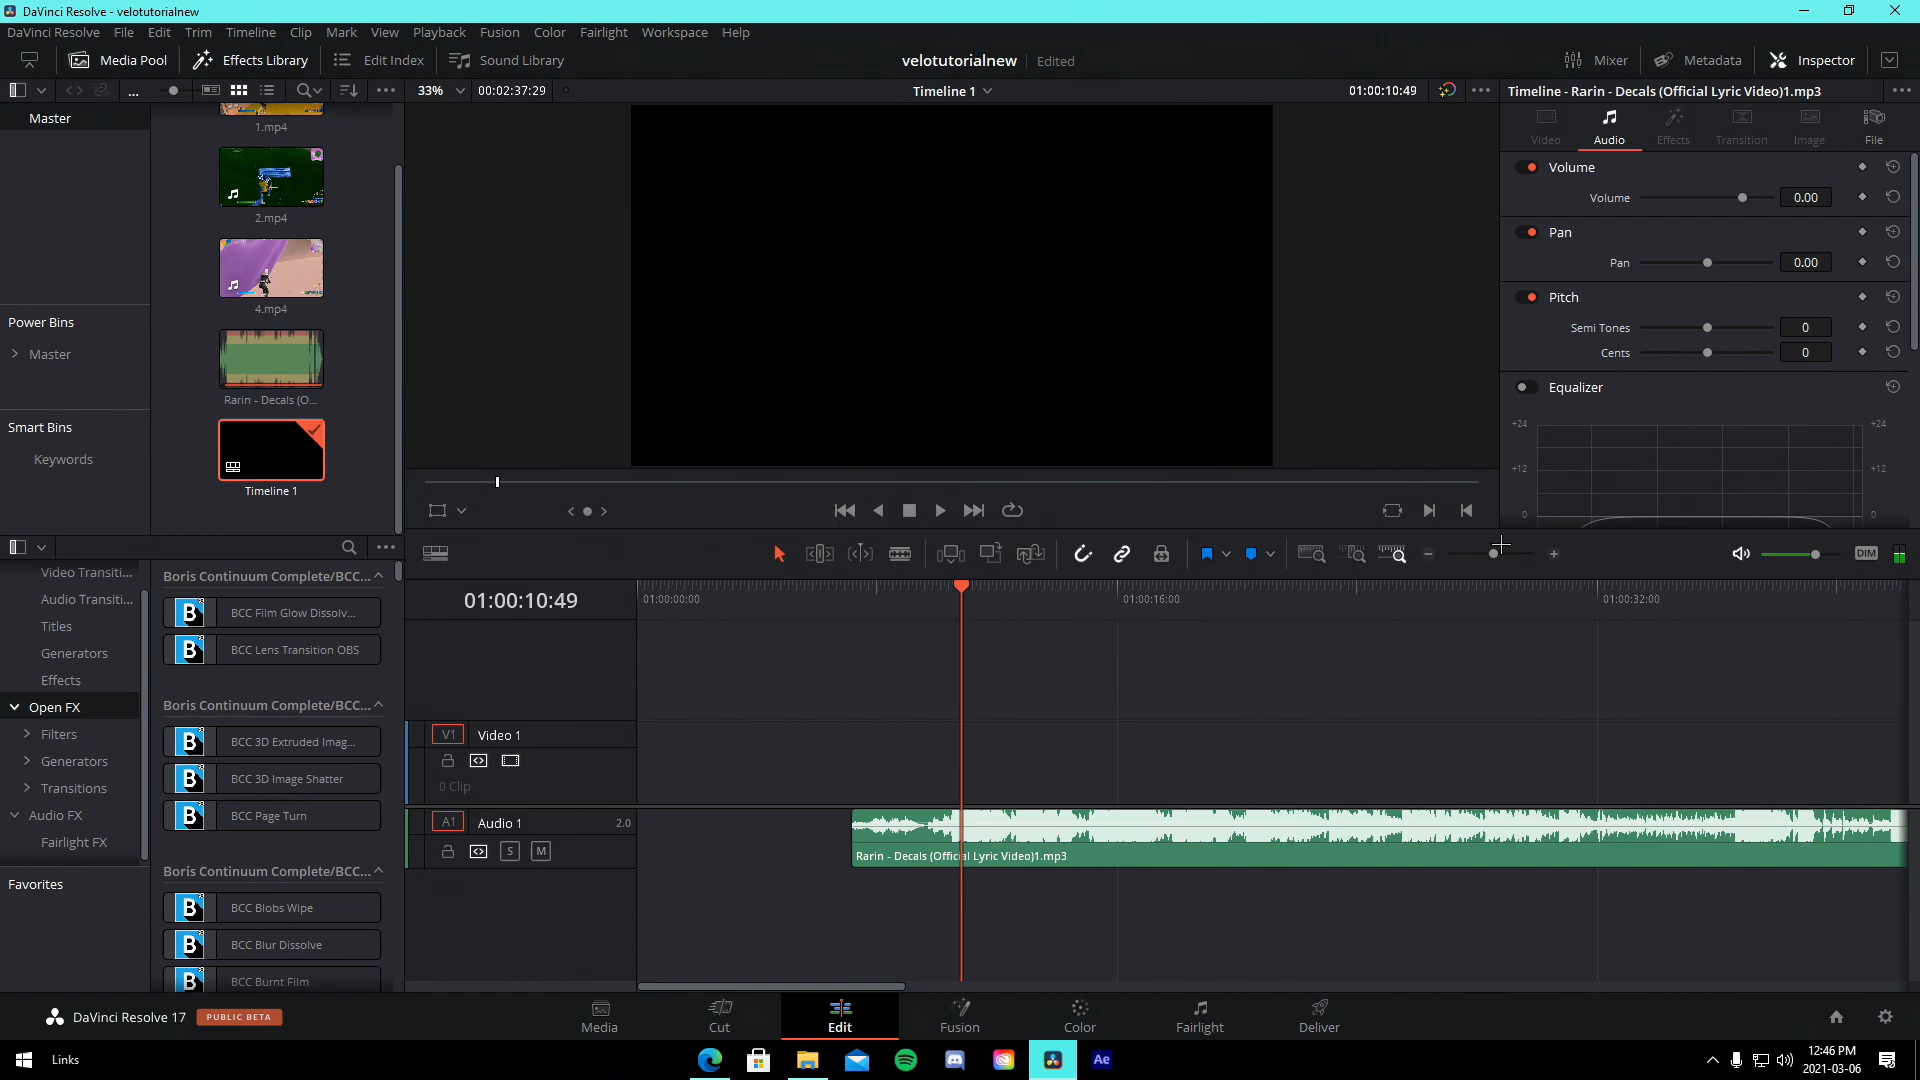 DaVinci Resolve - velotutorialnew
DaVinci Resolve File Edit Trim Timeline Clip Mark View Playback Fusion Color Fairlight Workspace Help
Media Pool Effects Library Edit Index Sound Library velotutorialnew Edited Mixer Metadata Inspector
33% 00:02:37:29 Timeline 1 01:00:10:49 Timeline - Rarin - Decals (Official Lyric Video)1.mp3
Master
1.mp4
2.mp4
4.mp4
Rarin - Decals (O...
Timeline 1
Power Bins
Master
Smart Bins
Keywords
Video Audio Effects Transition Image File
Volume
Volume 0.00
Pan
Pan 0.00
Pitch
Semi Tones 0
Cents 0
Equalizer
+24 +24
+12 +12
0 0
DIM
Video Transiti...
Audio Transiti...
Titles
Generators
Effects
Open FX
Filters
Generators
Transitions
Audio FX
Fairlight FX
Favorites
Boris Continuum Complete/BCC...
BCC Film Glow Dissolv...
BCC Lens Transition OBS
Boris Continuum Complete/BCC...
BCC 3D Extruded Imag...
BCC 3D Image Shatter
BCC Page Turn
Boris Continuum Complete/BCC...
BCC Blobs Wipe
BCC Blur Dissolve
BCC Burnt Film
01:00:10:49
01:00:00:00 01:00:16:00 01:00:32:00
V1 Video 1
0 Clip
A1 Audio 1 2.0
S M
Rarin - Decals (Official Lyric Video)1.mp3
DaVinci Resolve 17 PUBLIC BETA
Media Cut Edit Fusion Color Fairlight Deliver
Links
Ae
12:46 PM
2021-03-06